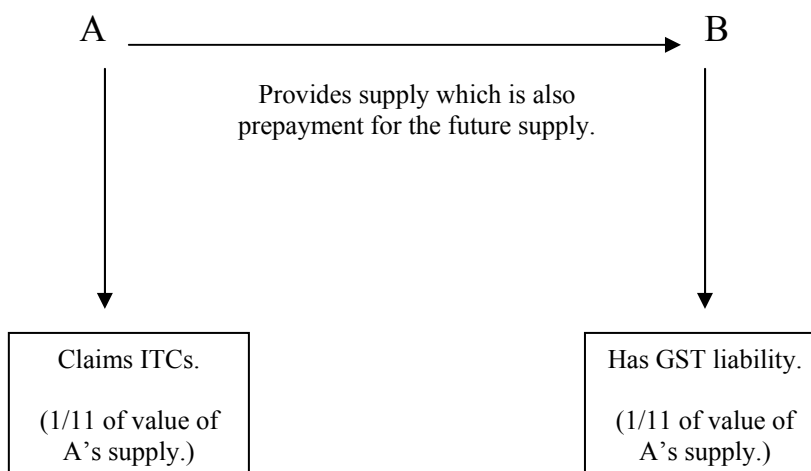 A B
Provides supply which is also
prepayment for the future supply.
Claims ITCs.
(1/11 of value of
A's supply.)
Has GST liability.
(1/11 of value of
A's supply.)